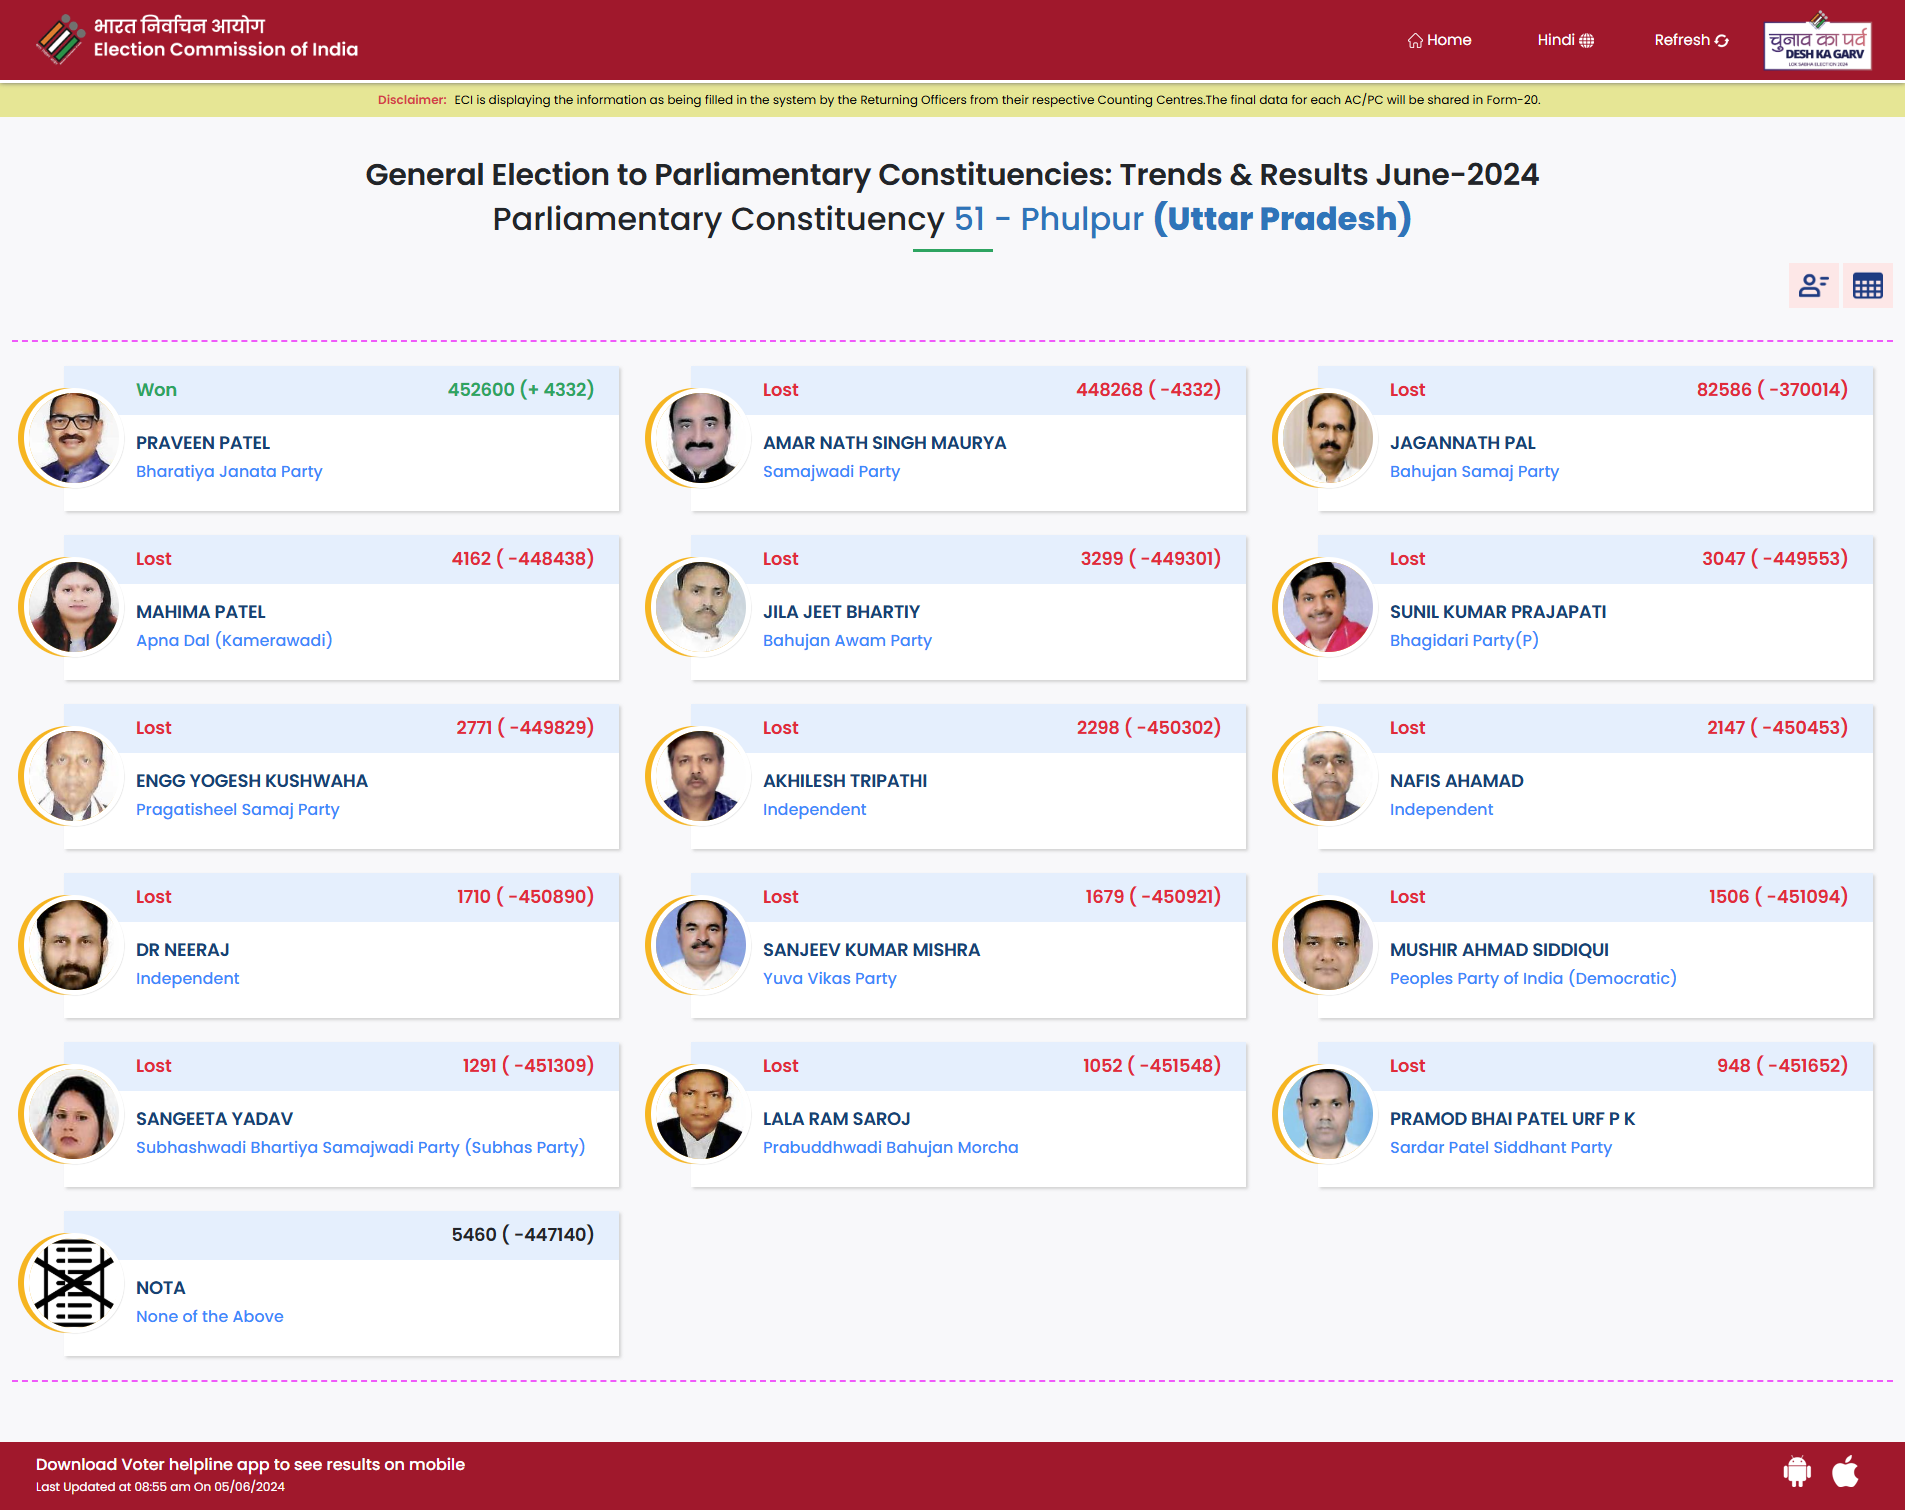 भारत निर्वाचन आयोग
Election Commission of India
Home
Hindi
Refresh
चुनाव का पर्व
DESH KA GARV
LOK SABHA ELECTION 2024
Disclaimer: ECI is displaying the information as being filled in the system by the Returning Officers from their respective Counting Centres.The final data for each AC/PC will be shared in Form-20.
General Election to Parliamentary Constituencies: Trends & Results June-2024
Parliamentary Constituency 51 - Phulpur (Uttar Pradesh)
Won 452600 (+ 4332)
PRAVEEN PATEL
Bharatiya Janata Party
Lost 448268 ( -4332)
AMAR NATH SINGH MAURYA
Samajwadi Party
Lost 82586 ( -370014)
JAGANNATH PAL
Bahujan Samaj Party
Lost 4162 ( -448438)
MAHIMA PATEL
Apna Dal (Kamerawadi)
Lost 3299 ( -449301)
JILA JEET BHARTIY
Bahujan Awam Party
Lost 3047 ( -449553)
SUNIL KUMAR PRAJAPATI
Bhagidari Party(P)
Lost 2771 ( -449829)
ENGG YOGESH KUSHWAHA
Pragatisheel Samaj Party
Lost 2298 ( -450302)
AKHILESH TRIPATHI
Independent
Lost 2147 ( -450453)
NAFIS AHAMAD
Independent
Lost 1710 ( -450890)
DR NEERAJ
Independent
Lost 1679 ( -450921)
SANJEEV KUMAR MISHRA
Yuva Vikas Party
Lost 1506 ( -451094)
MUSHIR AHMAD SIDDIQUI
Peoples Party of India (Democratic)
Lost 1291 ( -451309)
SANGEETA YADAV
Subhashwadi Bhartiya Samajwadi Party (Subhas Party)
Lost 1052 ( -451548)
LALA RAM SAROJ
Prabuddhwadi Bahujan Morcha
Lost 948 ( -451652)
PRAMOD BHAI PATEL URF P K
Sardar Patel Siddhant Party
5460 ( -447140)
NOTA
None of the Above
Download Voter helpline app to see results on mobile
Last Updated at 08:55 am On 05/06/2024